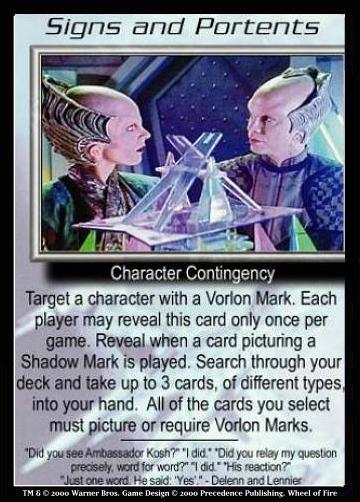 Signs and Portents
Character Contingency
Target a character with a Vorlon Mark. Each
player may reveal this card only once per
game. Reveal when a card picturing a
Shadow Mark is played. Search through your
deck and take up to 3 cards, of different types,
into your hand. All of the cards you select
must picture or require Vorlon Marks.
"Did you see Ambassador Kosh?" "I did." "Did you relay my question
precisely, word for word?" "I did." "His reaction?"
"Just one word. He said: 'Yes'." - Delenn and Lennier
TM & © 2000 Warner Bros. Game Design © 2000 Precedence Publishing. Wheel of Fire